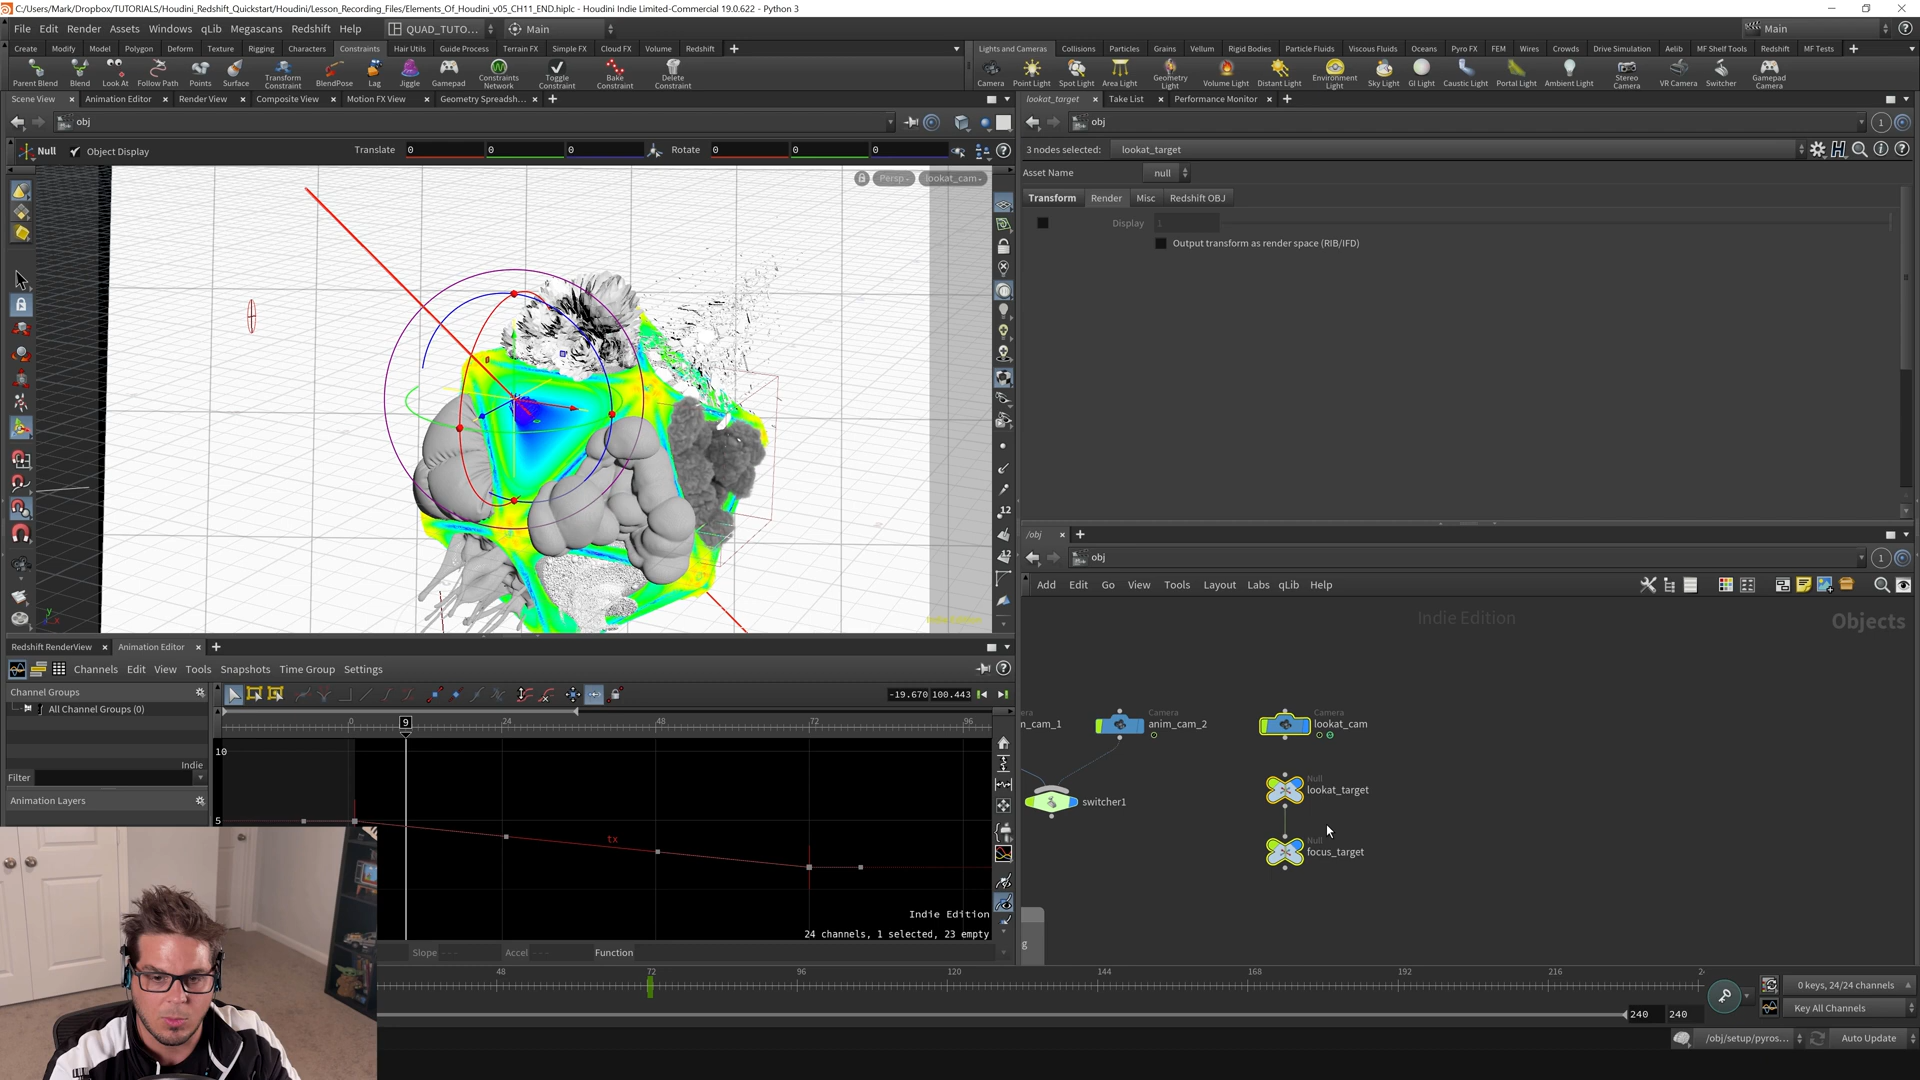 C:/Users/Mark/Dropbox/TUTORIALS/Houdini_Redshift_Quickstart/Houdini/Lesson_Recording_Files/Elements_Of_Houdini_v05_CH11_END.hiplc - Houdini Indie Limited-Commercial 19.0.622 - Python 3
File Edit Render Assets Windows qLib Megascans Redshift Help QUAD_TUTO... Main Main
Create Modify Model Polygon Deform Texture Rigging Characters Constraints Hair Utils Guide Process Terrain FX Simple FX Cloud FX Volume Redshift
Lights and Cameras Collisions Particles Grains Vellum Rigid Bodies Particle Fluids Viscous Fluids Oceans Pyro FX FEM Wires Crowds Drive Simulation Aelib MF Shelf Tools Redshift MF Tests
Parent Blend Blend Look At Follow Path Points Surface Transform Constraint BlendPose Lag Jiggle Gamepad Constraints Network Toggle Constraint Bake Constraint Delete Constraint
Camera Point Light Spot Light Area Light Geometry Light Volume Light Distant Light Environment Light Sky Light GI Light Caustic Light Portal Light Ambient Light Stereo Camera VR Camera Switcher Gamepad Camera
Scene View Animation Editor Render View Composite View Motion FX View Geometry Spreadsh...
lookat_target Take List Performance Monitor
obj
obj 1
Null Object Display Translate 0 0 0 Rotate 0 0 0
3 nodes selected: lookat_target
Asset Name null
Transform Render Misc Redshift OBJ
Display 1
Output transform as render space (RIB/IFD)
Persp lookat_cam
12
12
/obj
obj 1
Add Edit Go View Tools Layout Labs qLib Help
Indie Edition
Objects
Camera
anim_cam_2
Camera
lookat_cam
Null
lookat_target
switcher1
Null
focus_target
Redshift RenderView Animation Editor
Channels Edit View Tools Snapshots Time Group Settings
Channel Groups
All Channel Groups (0)
Indie
Filter
Animation Layers
-19.670 100.443
0 9 24 48 72 96
10
5
tx
Indie Edition
24 channels, 1 selected, 23 empty
Slope --- Accel --- Function
48 72 96 120 144 168 192 216
240 240
0 keys, 24/24 channels
Key All Channels
/obj/setup/pyros... Auto Update